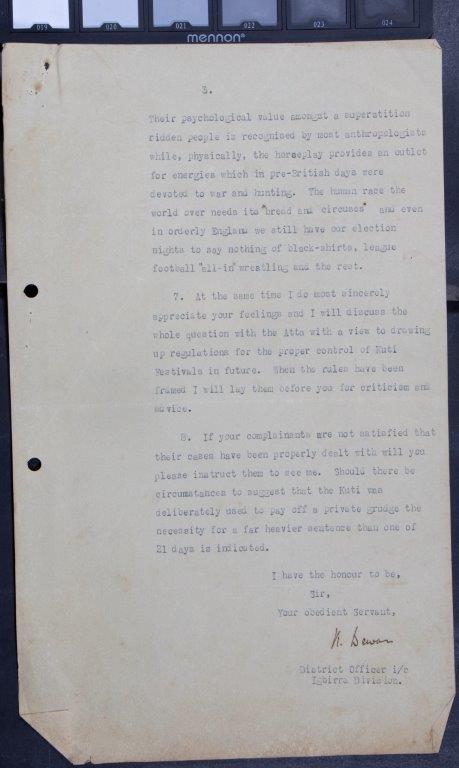 019
020
021
022
023
024
mennon®
3.
Their psychological value amongst a superstition
ridden people is recognised by most anthropologists
while, physically, the horseplay provides an outlet
for energies which in pre-British days were
devoted to war and hunting. The human race the
world over needs its "bread and circuses" and even
in orderly England we still have our election
nights to say nothing of black-shirts, league
football "all-in" wrestling and the rest.
7. At the same time I do most sincerely
appreciate your feelings and I will discuss the
whole question with the Atta with a view to drawing
up regulations for the proper control of Kuti
Festivals in future. When the rules have been
framed I will lay them before you for criticism and
advice.
8. If your complainants are not satisfied that
their cases have been properly dealt with will you
please instruct them to see me. Should there be
circumstances to suggest that the Kuti was
deliberately used to pay off a private grudge the
necessity for a far heavier sentence than one of
21 days is indicated.
I have the honour to be,
Sir,
Your obedient Servant,
K. Dewar
District Officer i/c
Igbirra Division.